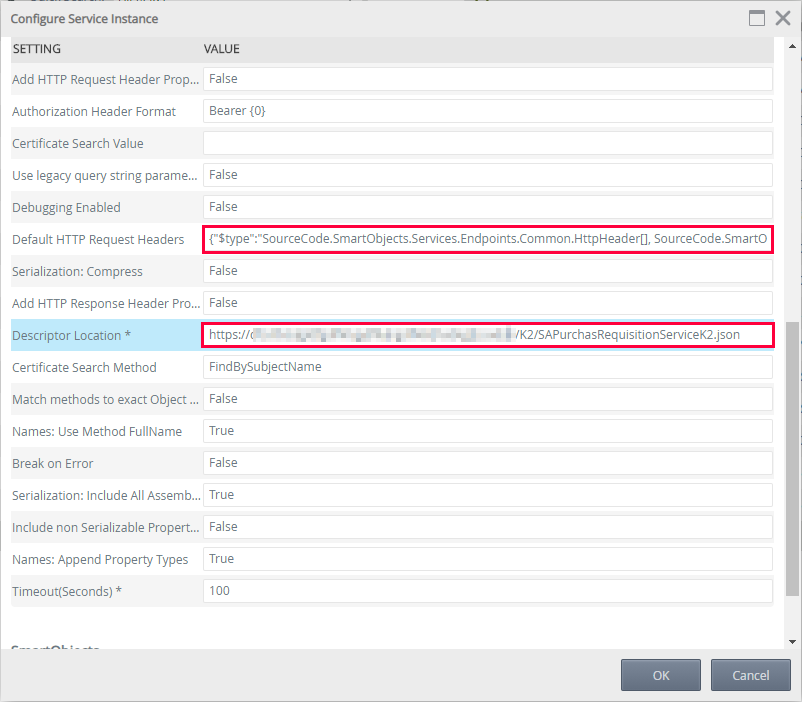 Configure Service Instance
SETTING VALUE
Add HTTP Request Header Prop... False
Authorization Header Format Bearer {0}
Certificate Search Value
Use legacy query string parame... False
Debugging Enabled False
Default HTTP Request Headers {"$type":"SourceCode.SmartObjects.Services.Endpoints.Common.HttpHeader[], SourceCode.SmartO
Serialization: Compress False
Add HTTP Response Header Pro... False
Descriptor Location * https:// /K2/SAPurchasRequisitionServiceK2.json
Certificate Search Method FindBySubjectName
Match methods to exact Object ... False
Names: Use Method FullName True
Break on Error False
Serialization: Include All Assemb... True
Include non Serializable Propert... False
Names: Append Property Types True
Timeout(Seconds) * 100
SmartObjects
OK Cancel